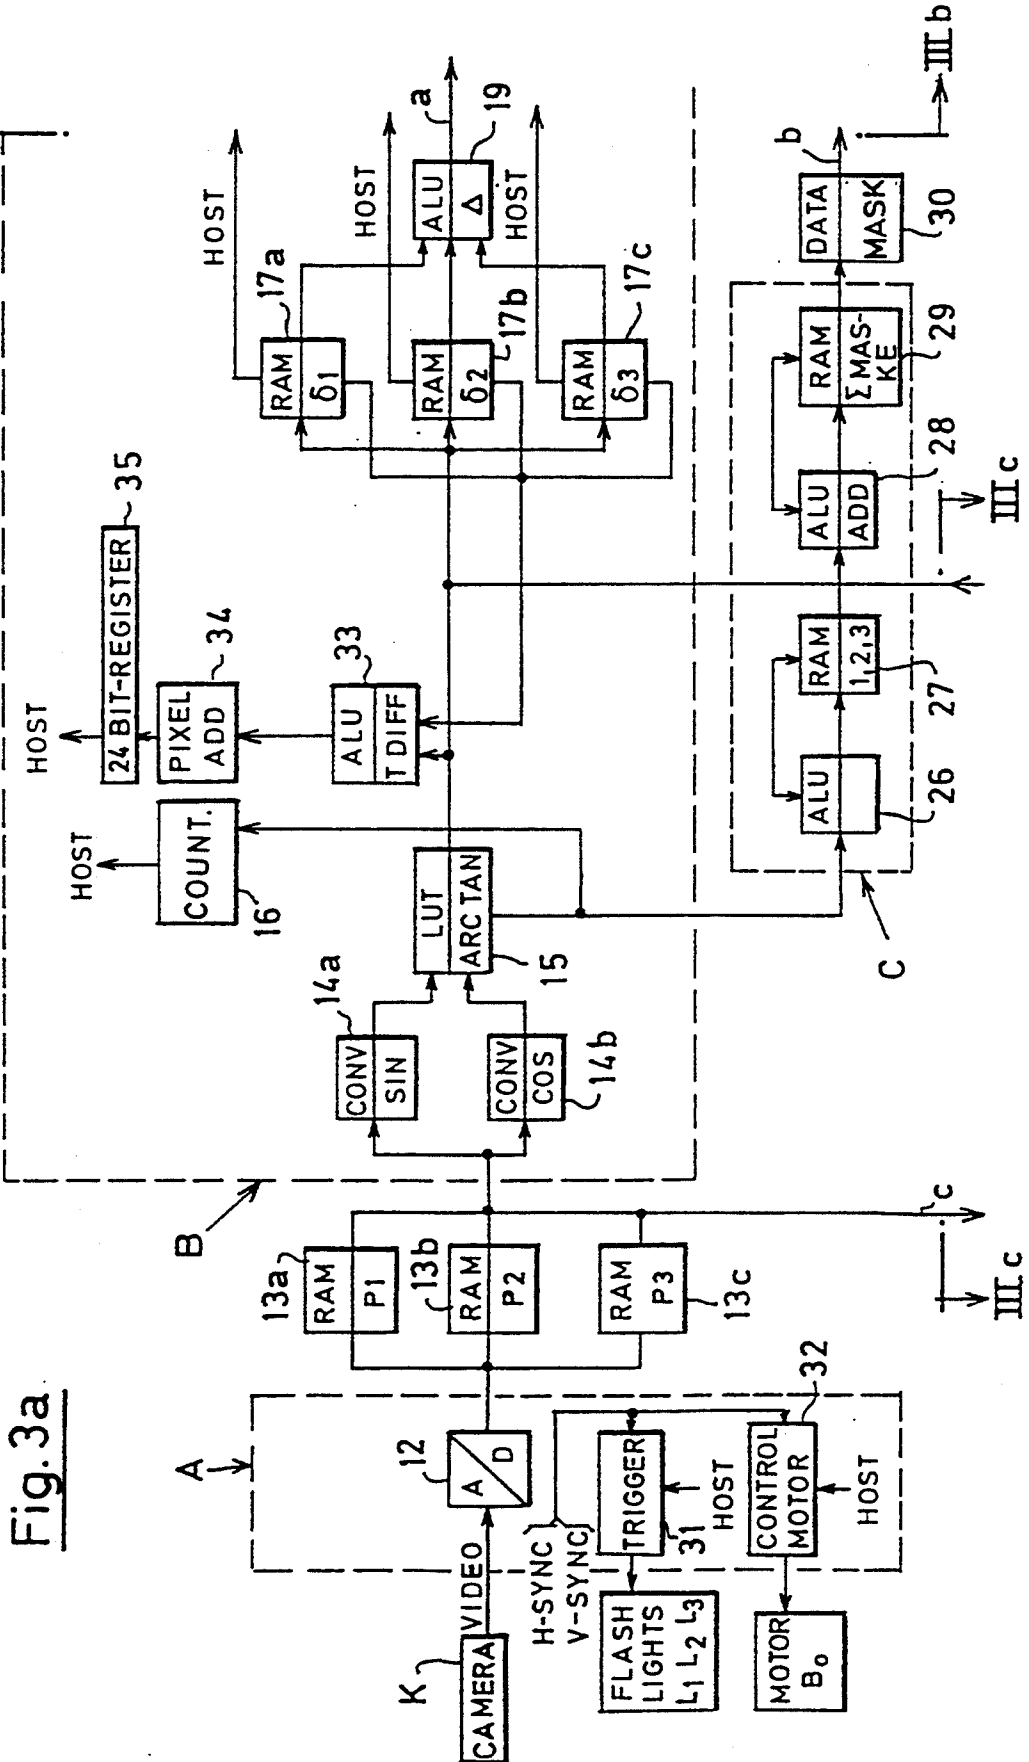 Fig.3a
A
K
CAMERA
VIDEO
12
A
D
H-SYNC
V-SYNC
FLASH
LIGHTS
L1 L2 L3
TRIGGER
31
HOST
MOTOR
B0
CONTROL
MOTOR
32
HOST
13a
RAM
P1
13b
RAM
P2
RAM
P3
13c
c
III c
B
14a
CONV
SIN
CONV
COS
14b
LUT
ARC TAN
15
HOST
COUNT.
16
HOST
24 BIT-REGISTER
35
PIXEL
ADD
34
ALU
T DIFF
33
HOST
17a
RAM
δ1
HOST
17b
RAM
δ2
HOST
17c
RAM
δ3
ALU
Δ
19
a
C
ALU
26
RAM
1,2,3
27
ALU
ADD
28
RAM
Σ MAS-
KE
29
DATA
MASK
30
b
III b
III c